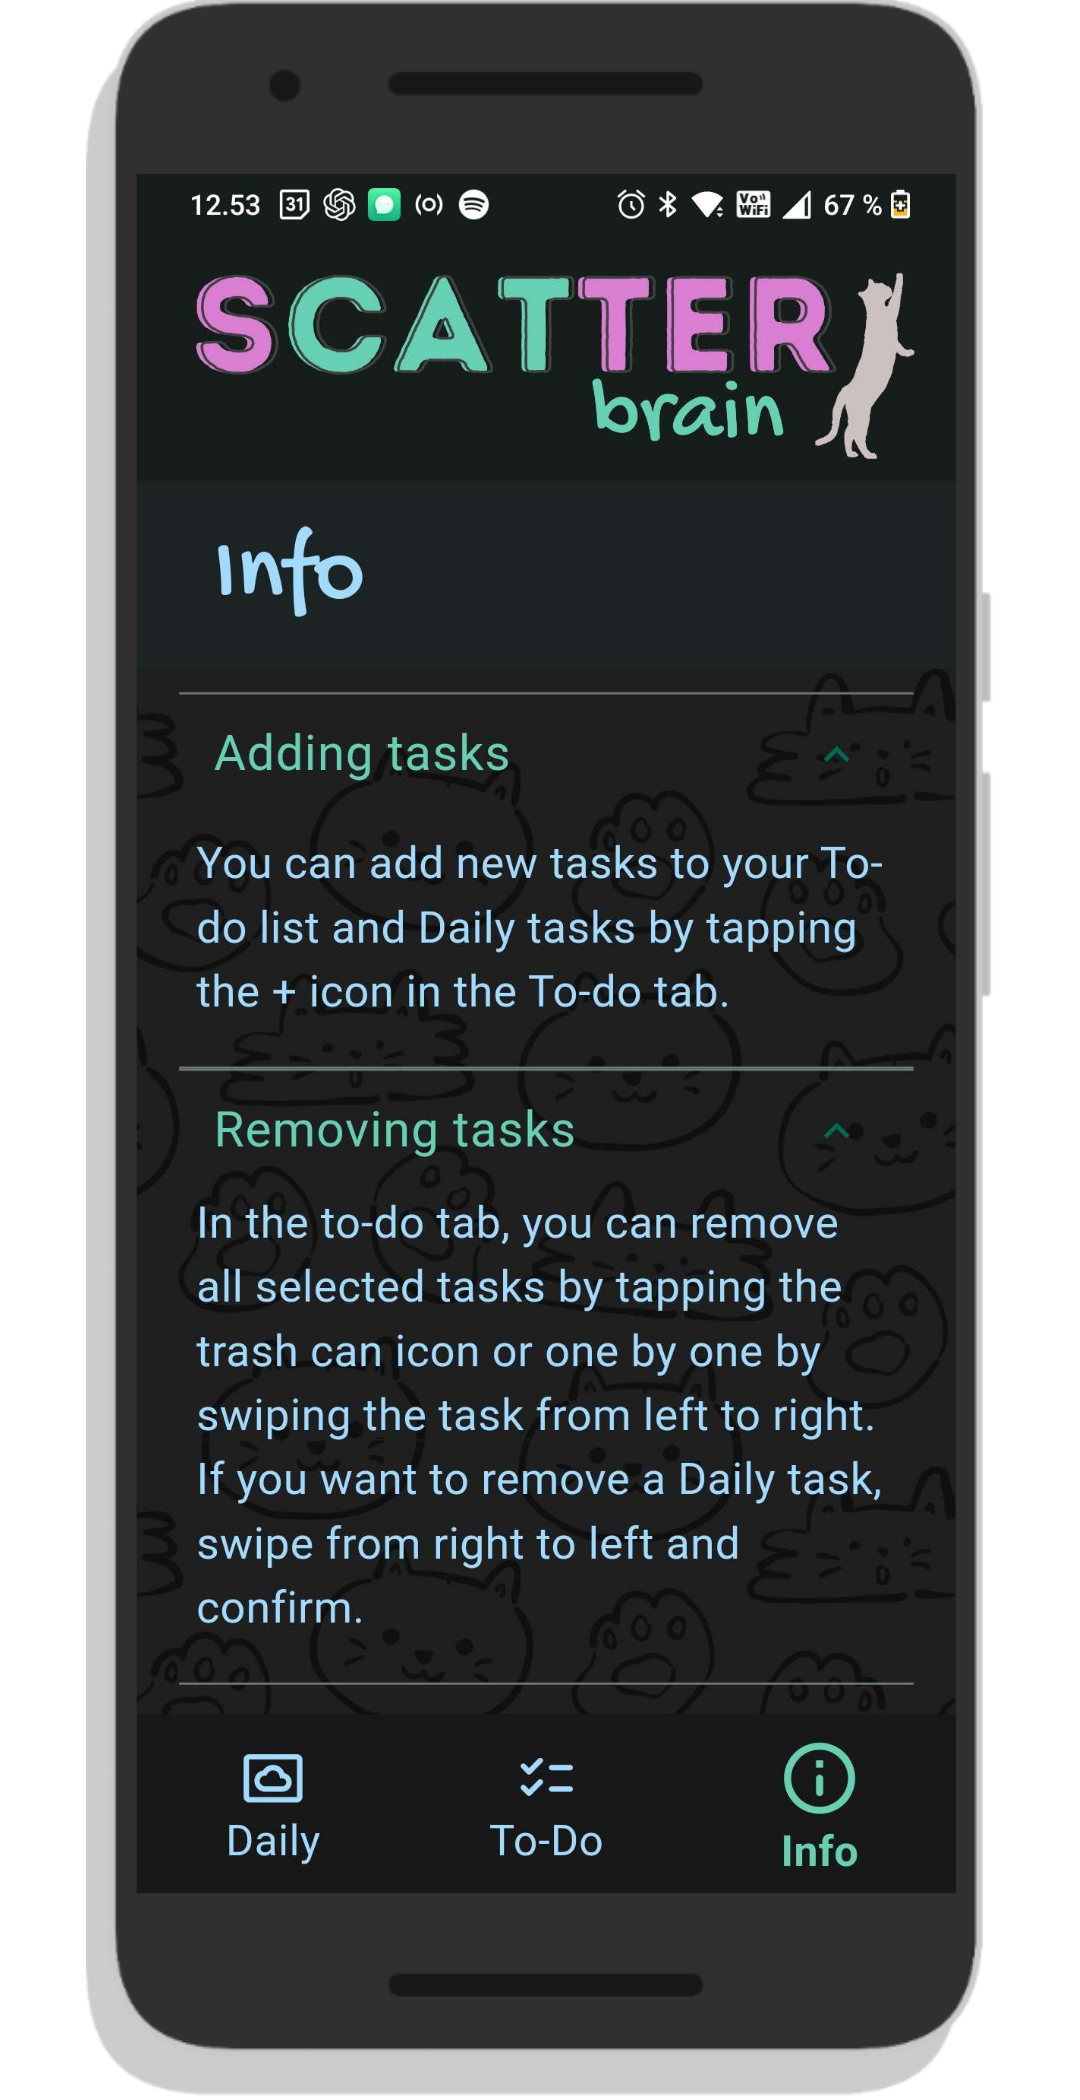 12.53 31 Vo)) WiFi 67 %
SCATTER
brain
Info
Adding tasks
You can add new tasks to your To-
do list and Daily tasks by tapping
the + icon in the To-do tab.
Removing tasks
In the to-do tab, you can remove
all selected tasks by tapping the
trash can icon or one by one by
swiping the task from left to right.
If you want to remove a Daily task,
swipe from right to left and
confirm.
Daily To-Do Info